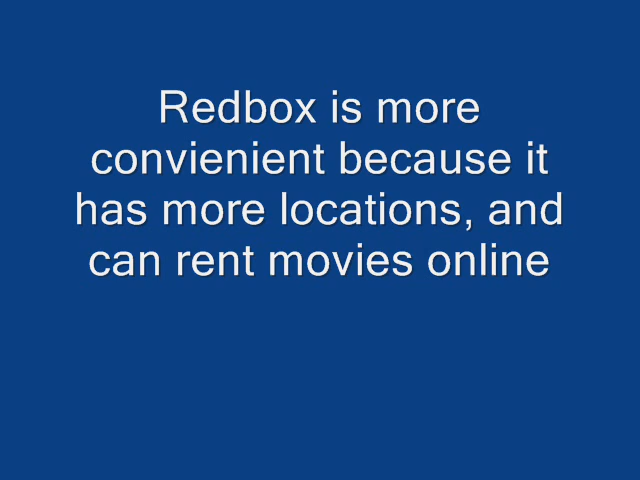 Redbox is more
convienient because it
has more locations, and
can rent movies online